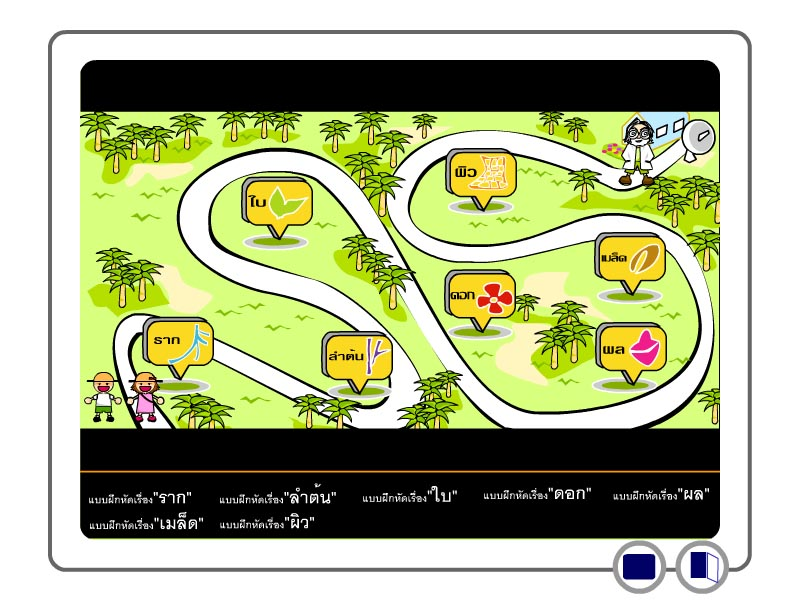 ผิว
ใบ
เมล็ด
ดอก
ราก
ลำต้น
ผล
แบบฝึกหัดเรื่อง"ราก" แบบฝึกหัดเรื่อง"ลำต้น" แบบฝึกหัดเรื่อง"ใบ" แบบฝึกหัดเรื่อง"ดอก" แบบฝึกหัดเรื่อง"ผล"
แบบฝึกหัดเรื่อง"เมล็ด" แบบฝึกหัดเรื่อง"ผิว"